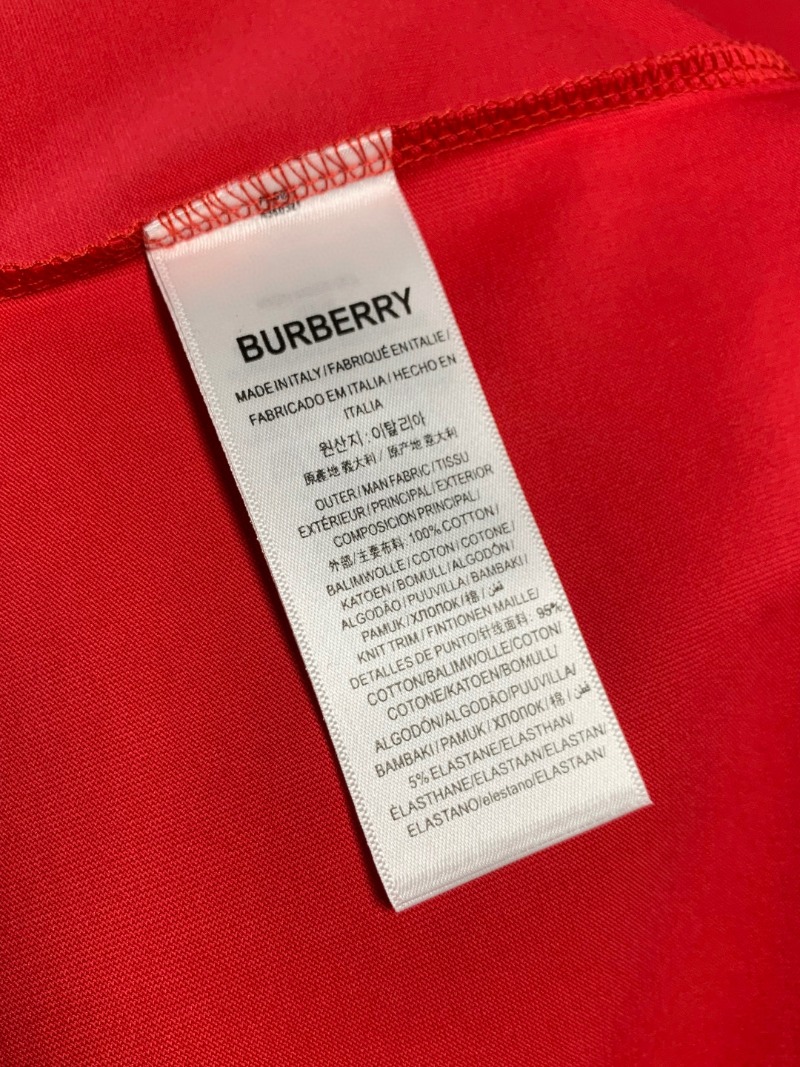 BURBERRY
MADE IN ITALY / FABRIQUÉ EN ITALIE /
FABRICADO EM ITALIA / HECHO EN
ITALIA
원산지 : 이탈리아
原產地 義大利 / 原产地 意大利
OUTER / MAN FABRIC / TISSU
EXTÉRIEUR / PRINCIPAL / EXTERIOR
COMPOSICION PRINCIPAL /
外部 / 主要布料: 100% COTTON /
BALIMWOLLE / COTON / COTONE /
KATOEN / BOMULL / ALGODÓN /
ALGODÃO / PUUVILLA / BAMBAKI /
PAMUK / ХЛОПОК / 棉 /
KNIT TRIM / FINTIONEN MAILLE /
DETALLES DE PUNTO / 针线面料 : 95%
COTTON / BALIMWOLLE / COTON /
COTONE / KATOEN / BOMULL /
ALGODÓN / ALGODÃO / PUUVILLA /
BAMBAKI / PAMUK / ХЛОПОК / 棉 /
5% ELASTANE / ELASTHAN /
ÉLASTHANE / ELASTAAN / ELASTAN /
ELASTANO / elestano / ELASTAAN /